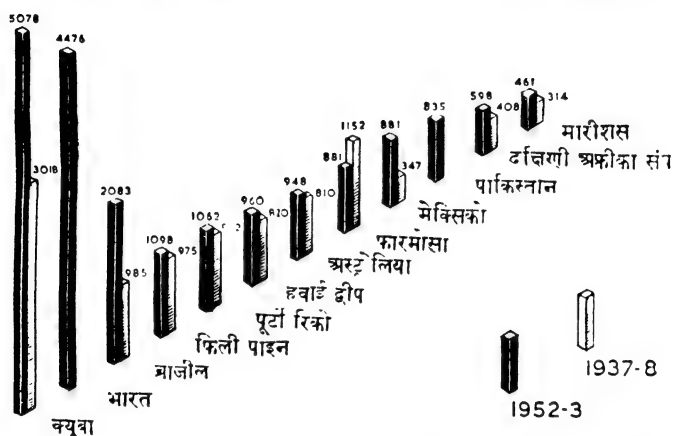 5078
4476
3018
2083
985
1098
975
1062
960
820
948
810
881
1152
881
347
835
598
408
461
314
मारीशस
दक्षिणी अफ्रीका संघ
पाकिस्तान
मेक्सिको
फारमोसा
अस्ट्रेलिया
हवाई द्वीप
पूर्टो रिको
फिली पाइन
ब्राजील
भारत
क्युवा
1937-8
1952-3